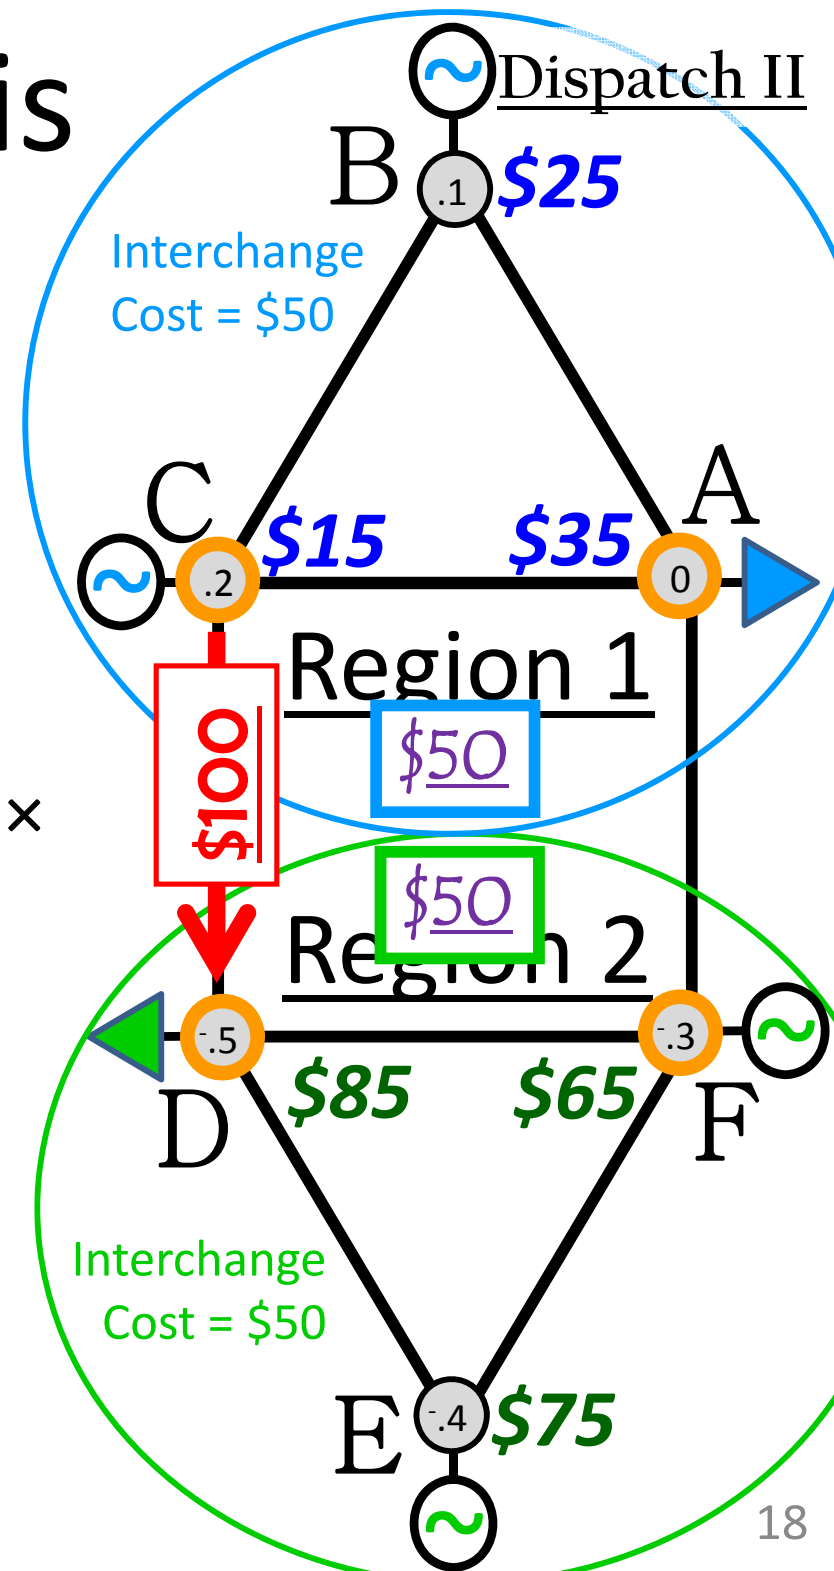 is
Dispatch II
B
.1
$25
Interchange
Cost = $50
C
A
$15
$35
.2
0
Region 1
$100
$50
×
$50
Region 2
-.5
-.3
$85
$65
D
F
Interchange
Cost = $50
E
-.4
$75
18